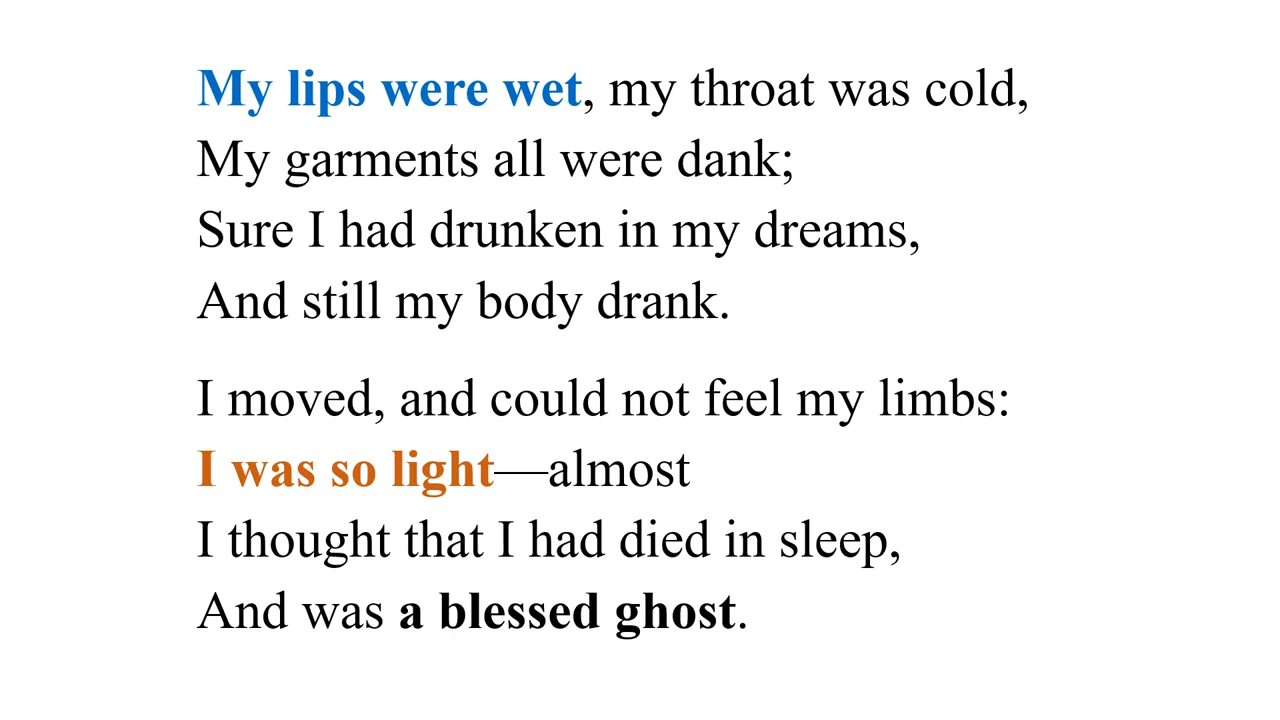 My lips were wet, my throat was cold,
My garments all were dank;
Sure I had drunken in my dreams,
And still my body drank.
I moved, and could not feel my limbs:
I was so light—almost
I thought that I had died in sleep,
And was a blessed ghost.